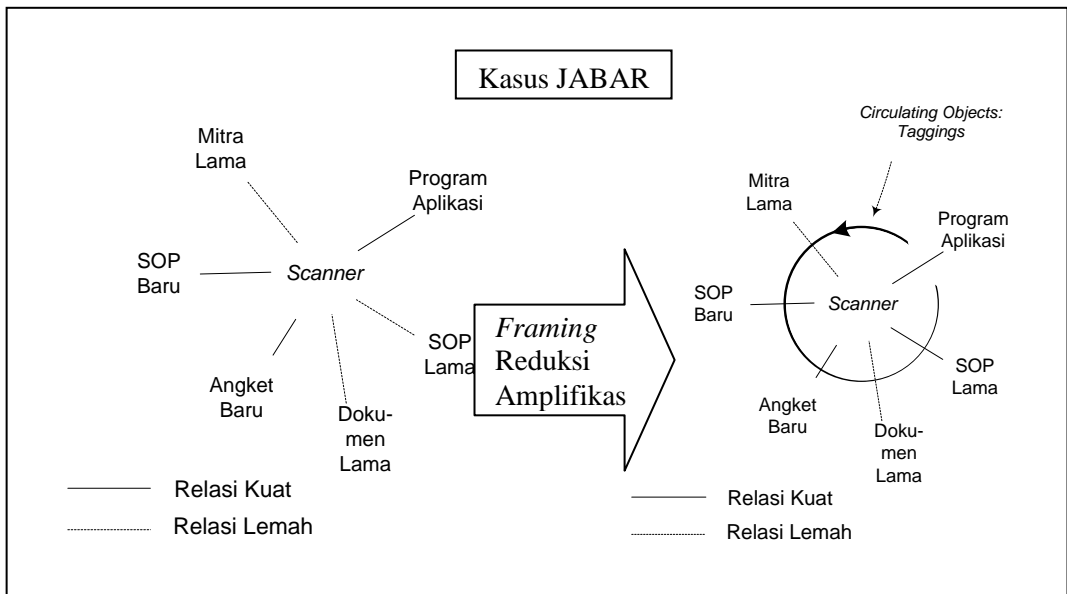 Kasus JABAR
Mitra
Lama
Program
Aplikasi
SOP
Baru
Scanner
SOP
Lama
Angket
Baru
Doku-
men
Lama
Relasi Kuat
Relasi Lemah
Framing
Reduksi
Amplifikas
Circulating Objects:
Taggings
Mitra
Lama
Program
Aplikasi
SOP
Baru
Scanner
SOP
Lama
Angket
Baru
Doku-
men
Lama
Relasi Kuat
Relasi Lemah